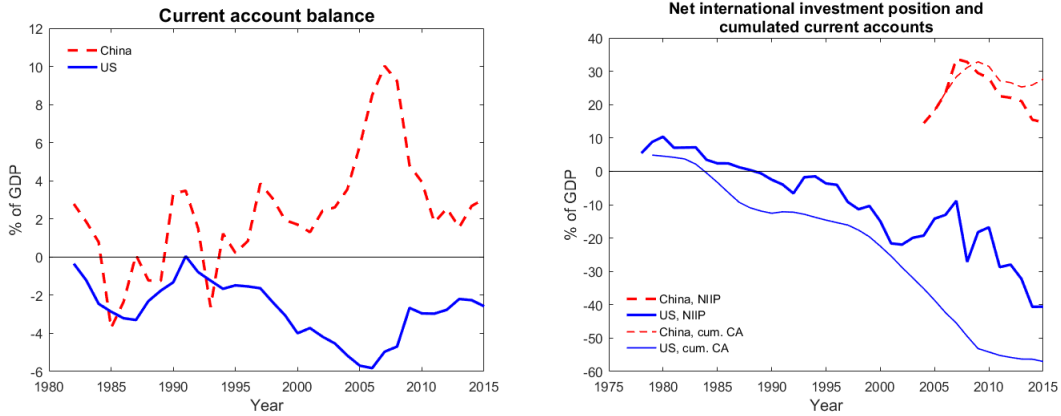 Current account balance
12
10
8
6
4
2
0
-2
-4
-6
% of GDP
China
US
1980 1985 1990 1995 2000 2005 2010 2015
Year
Net international investment position and
cumulated current accounts
40
30
20
10
0
-10
-20
-30
-40
-50
-60
% of GDP
China, NIIP
US, NIIP
China, cum. CA
US, cum. CA
1975 1980 1985 1990 1995 2000 2005 2010 2015
Year